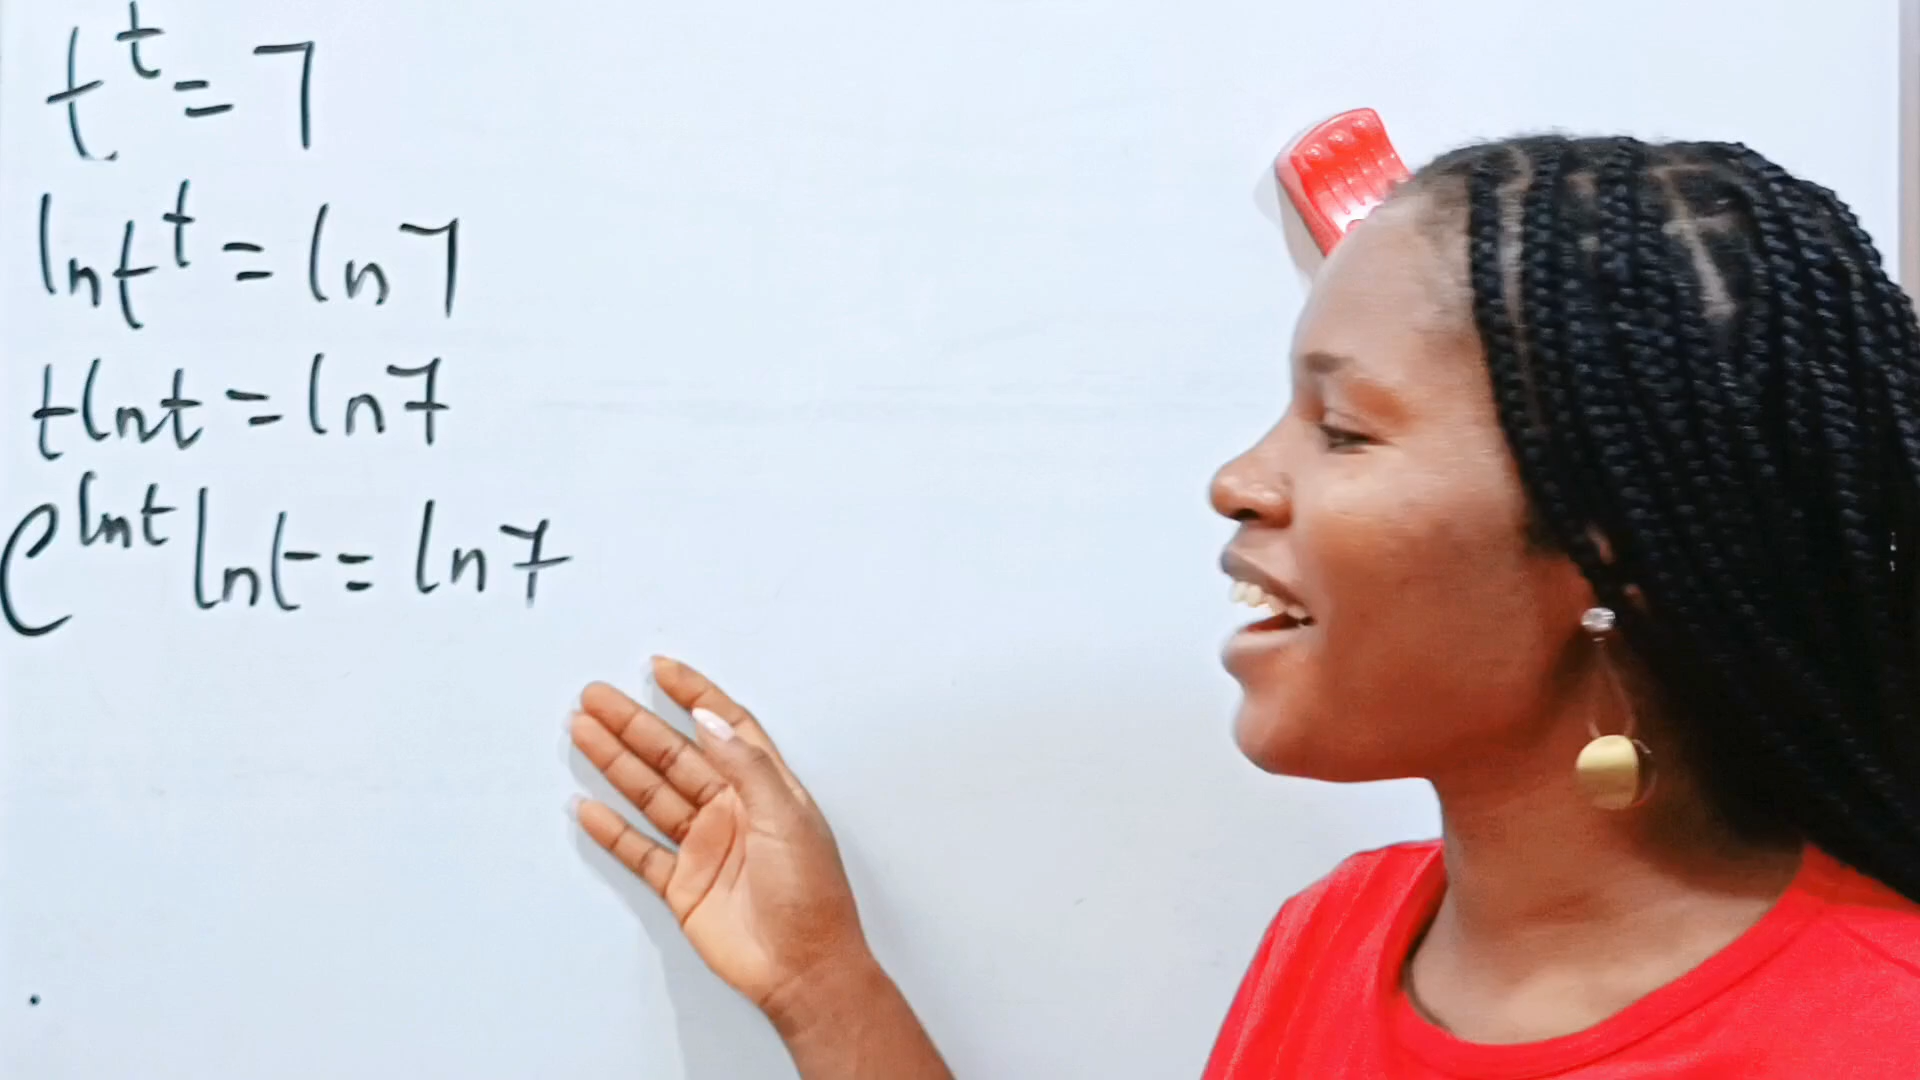 t^t = 7
ln t^t = ln 7
t ln t = ln 7
e^{ln t} ln t = ln 7